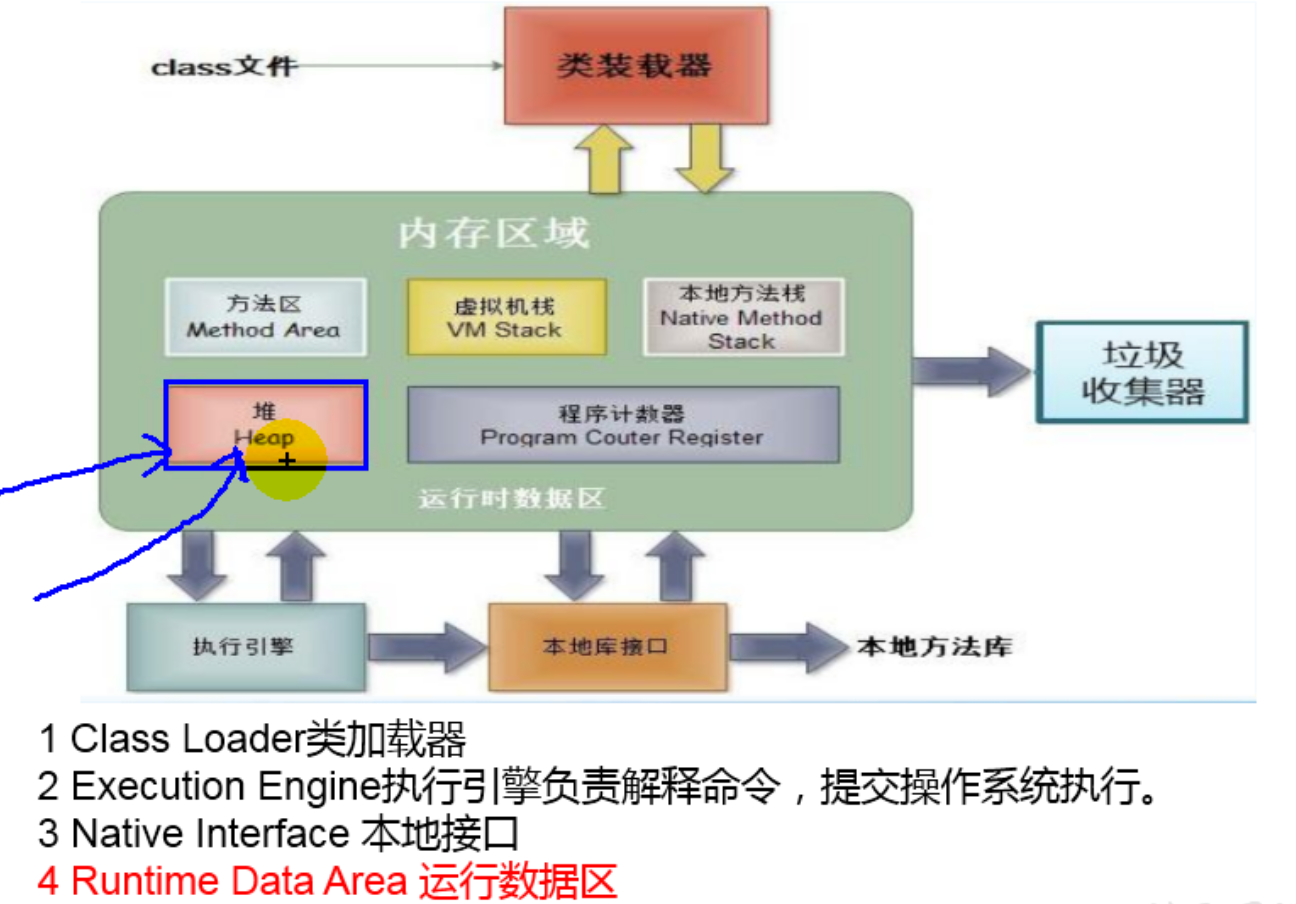 class文件
类装载器
内存区域
方法区
Method Area
虚拟机栈
VM Stack
本地方法栈
Native Method
Stack
堆
Heap
程序计数器
Program Couter Register
运行时数据区
垃圾
收集器
执行引擎
本地库接口
本地方法库
1 Class Loader类加载器
2 Execution Engine执行引擎负责解释命令，提交操作系统执行。
3 Native Interface 本地接口
4 Runtime Data Area 运行数据区